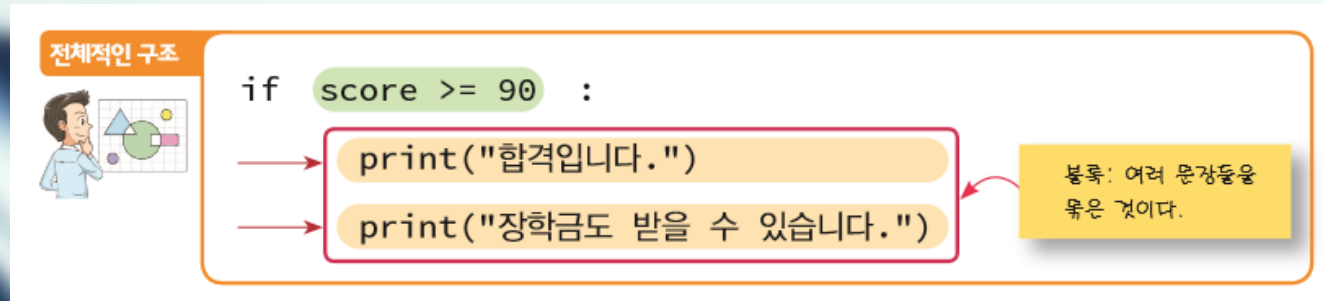 전체적인 구조
if score >= 90 :
print("합격입니다.")
print("장학금도 받을 수 있습니다.")
블록: 여러 문장들을
묶은 것이다.